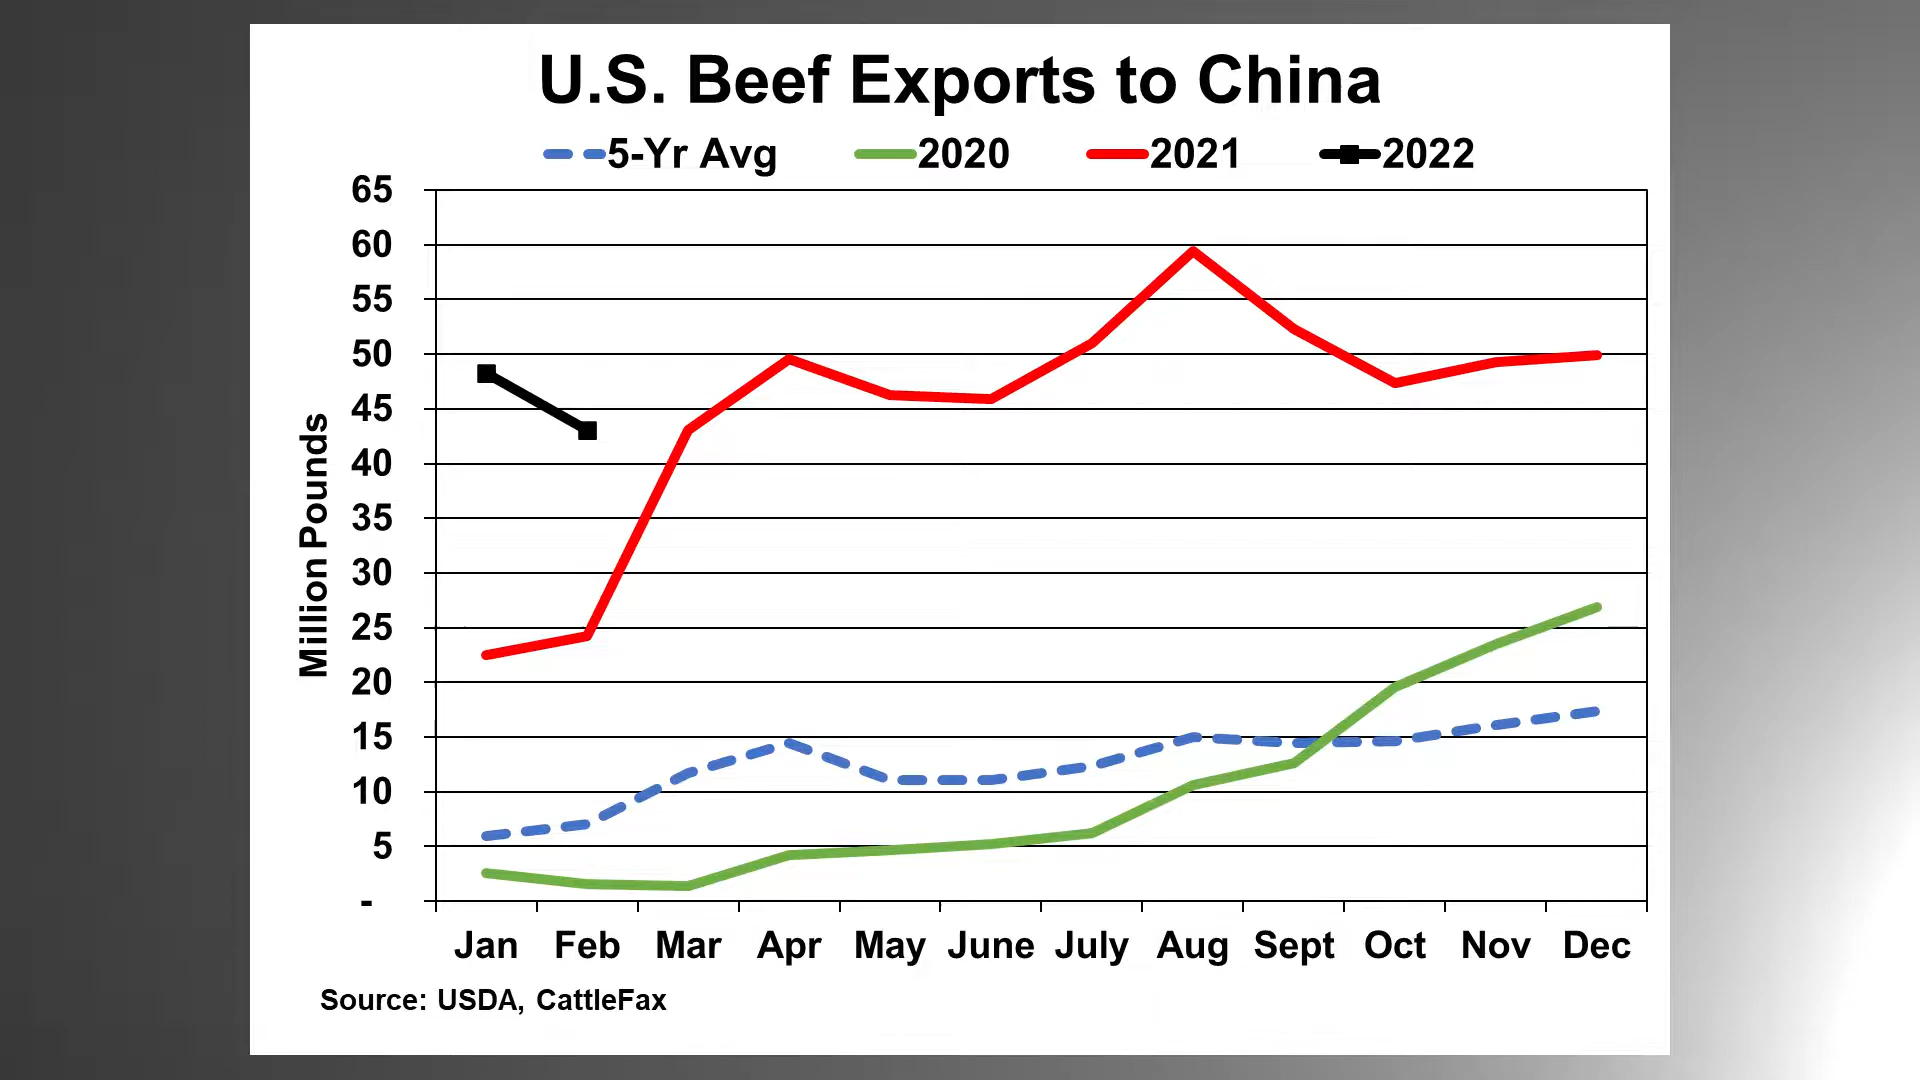 U.S. Beef Exports to China
5-Yr Avg 2020 2021 2022
65
60
55
50
45
40
35
30
25
20
15
10
5
-
Million Pounds
Jan Feb Mar Apr May June July Aug Sept Oct Nov Dec
Source: USDA, CattleFax